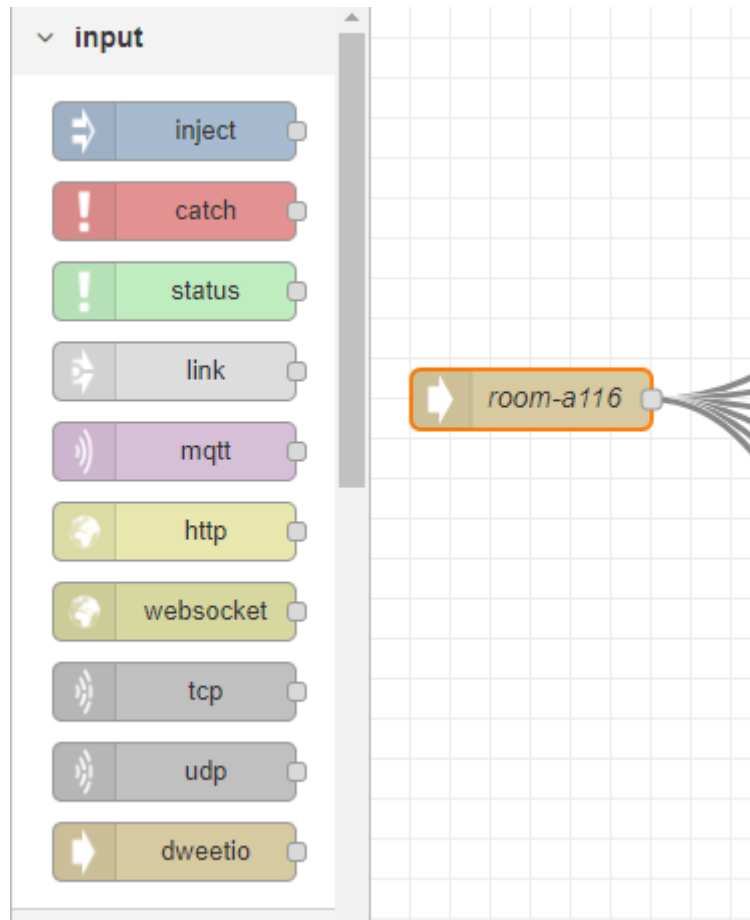 input
inject
catch
status
link
room-a116
mqtt
http
websocket
tcp
udp
dweetio